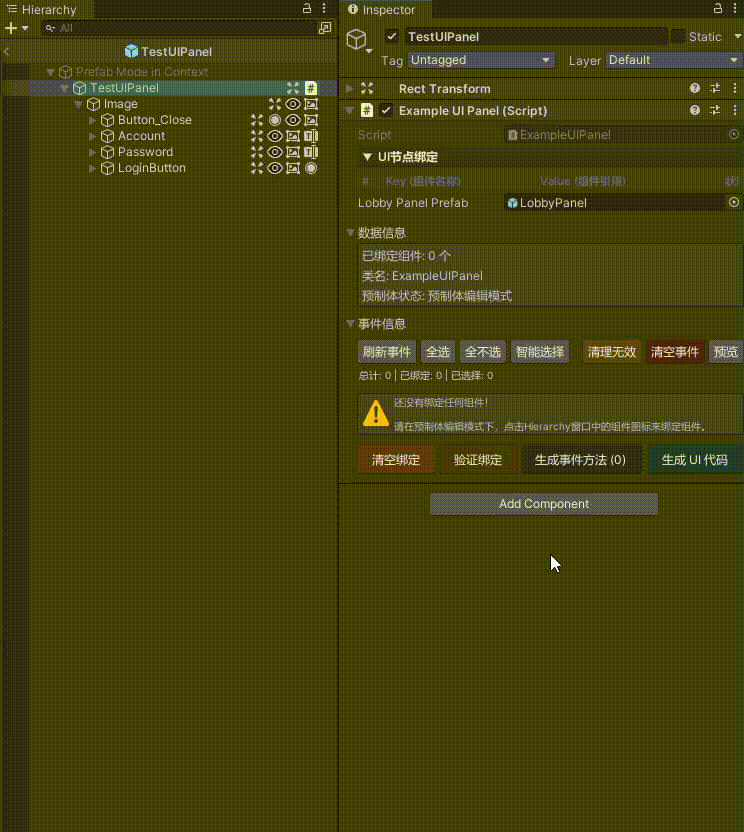 Hierarchy
All
TestUIPanel
Prefab Mode in Context
TestUIPanel
Image
Button_Close
Account
Password
LoginButton
Inspector
TestUIPanel
Static
Tag Untagged Layer Default
Rect Transform
Example UI Panel (Script)
Script ExampleUIPanel
UI节点绑定
# Key (组件名称) Value (组件引用)
Lobby Panel Prefab LobbyPanel
数据信息
已绑定组件: 0 个
类名: ExampleUIPanel
预制体状态: 预制体编辑模式
事件信息
刷新事件 全选 全不选 智能选择 清理无效 清空事件 预览
总计: 0 | 已绑定: 0 | 已选择: 0
还没有绑定任何组件!
请在预制体编辑模式下，点击Hierarchy窗口中的组件图标来绑定组件。
清空绑定 验证绑定 生成事件方法 (0) 生成 UI 代码
Add Component